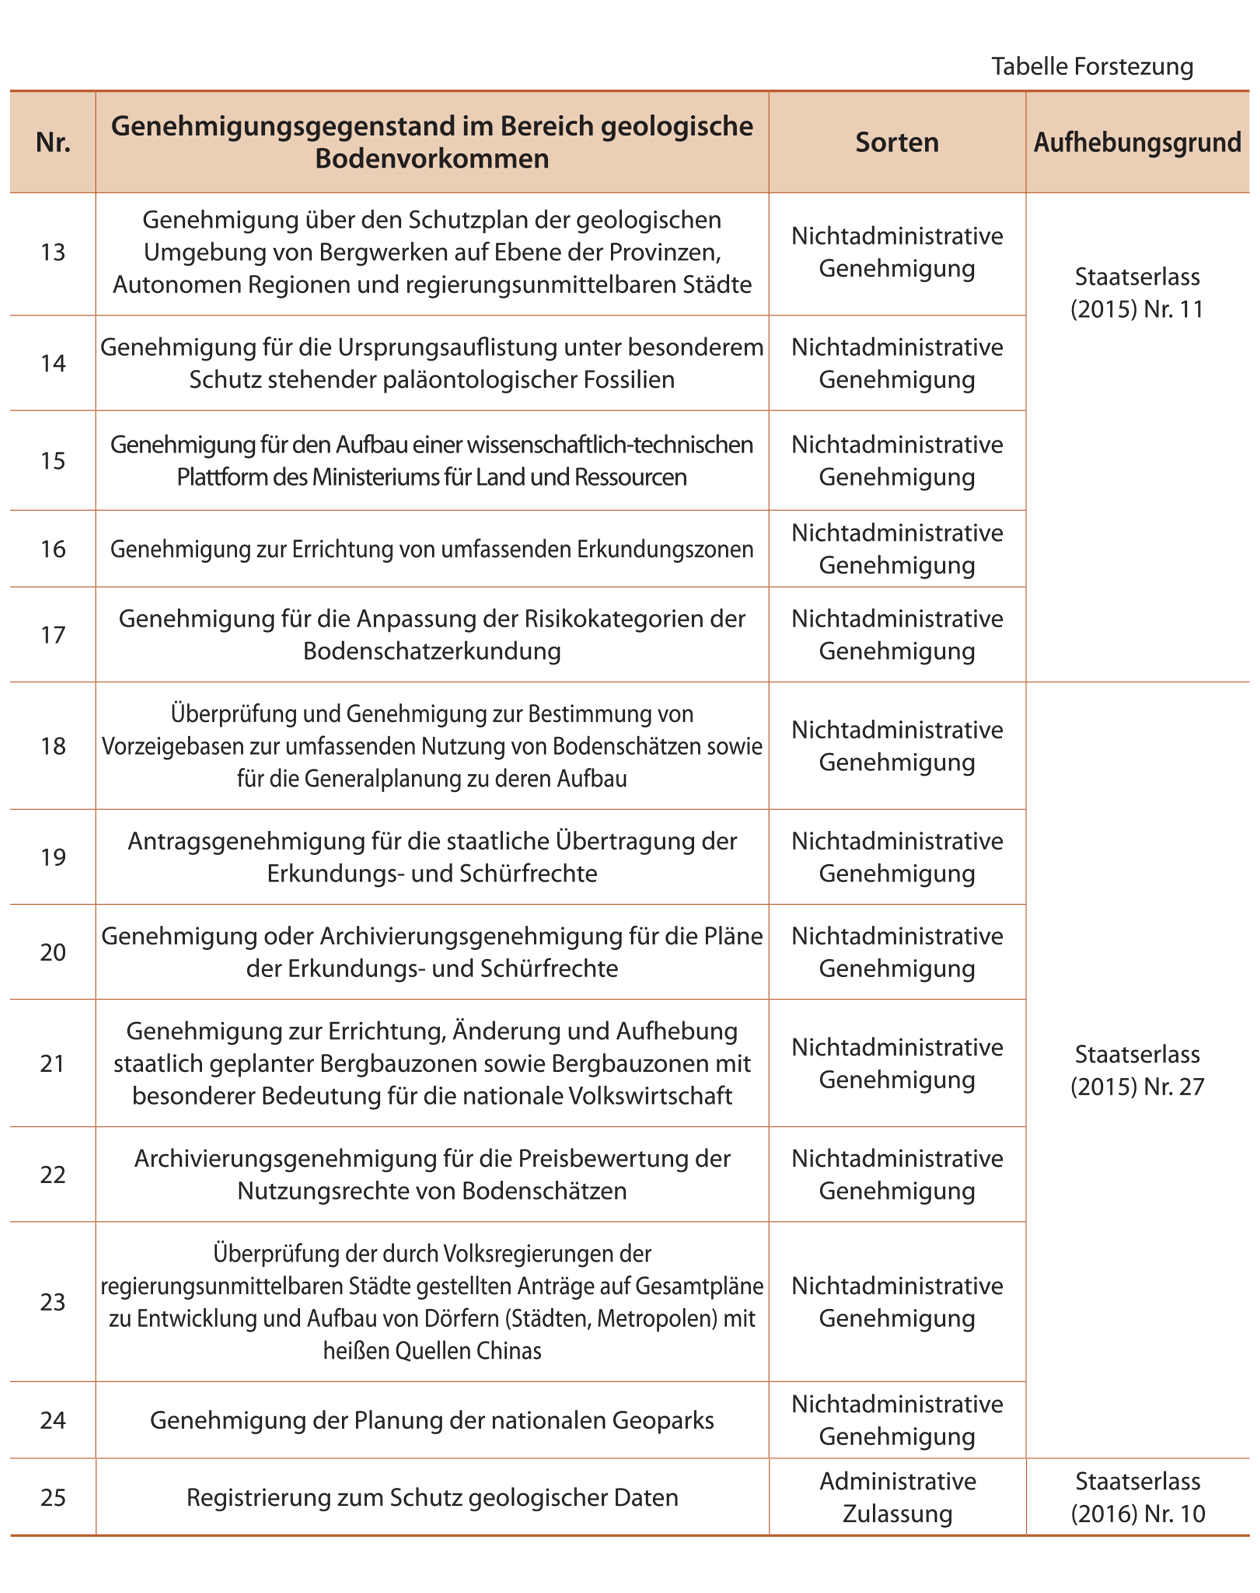 Tabelle Forstezung
Nr.
Genehmigungsgegenstand im Bereich geologische
Bodenvorkommen
Sorten
Aufhebungsgrund
13
Genehmigung über den Schutzplan der geologischen
Umgebung von Bergwerken auf Ebene der Provinzen,
Autonomen Regionen und regierungsunmittelbaren Städte
Nichtadministrative
Genehmigung
Staatserlass
(2015) Nr. 11
14
Genehmigung für die Ursprungsauflistung unter besonderem
Schutz stehender paläontologischer Fossilien
Nichtadministrative
Genehmigung
15
Genehmigung für den Aufbau einer wissenschaftlich-technischen
Plattform des Ministeriums für Land und Ressourcen
Nichtadministrative
Genehmigung
16
Genehmigung zur Errichtung von umfassenden Erkundungszonen
Nichtadministrative
Genehmigung
17
Genehmigung für die Anpassung der Risikokategorien der
Bodenschatzerkundung
Nichtadministrative
Genehmigung
18
Überprüfung und Genehmigung zur Bestimmung von
Vorzeigebasen zur umfassenden Nutzung von Bodenschätzen sowie
für die Generalplanung zu deren Aufbau
Nichtadministrative
Genehmigung
19
Antragsgenehmigung für die staatliche Übertragung der
Erkundungs- und Schürfrechte
Nichtadministrative
Genehmigung
20
Genehmigung oder Archivierungsgenehmigung für die Pläne
der Erkundungs- und Schürfrechte
Nichtadministrative
Genehmigung
21
Genehmigung zur Errichtung, Änderung und Aufhebung
staatlich geplanter Bergbauzonen sowie Bergbauzonen mit
besonderer Bedeutung für die nationale Volkswirtschaft
Nichtadministrative
Genehmigung
Staatserlass
(2015) Nr. 27
22
Archivierungsgenehmigung für die Preisbewertung der
Nutzungsrechte von Bodenschätzen
Nichtadministrative
Genehmigung
23
Überprüfung der durch Volksregierungen der
regierungsunmittelbaren Städte gestellten Anträge auf Gesamtpläne
zu Entwicklung und Aufbau von Dörfern (Städten, Metropolen) mit
heißen Quellen Chinas
Nichtadministrative
Genehmigung
24
Genehmigung der Planung der nationalen Geoparks
Nichtadministrative
Genehmigung
25
Registrierung zum Schutz geologischer Daten
Administrative
Zulassung
Staatserlass
(2016) Nr. 10